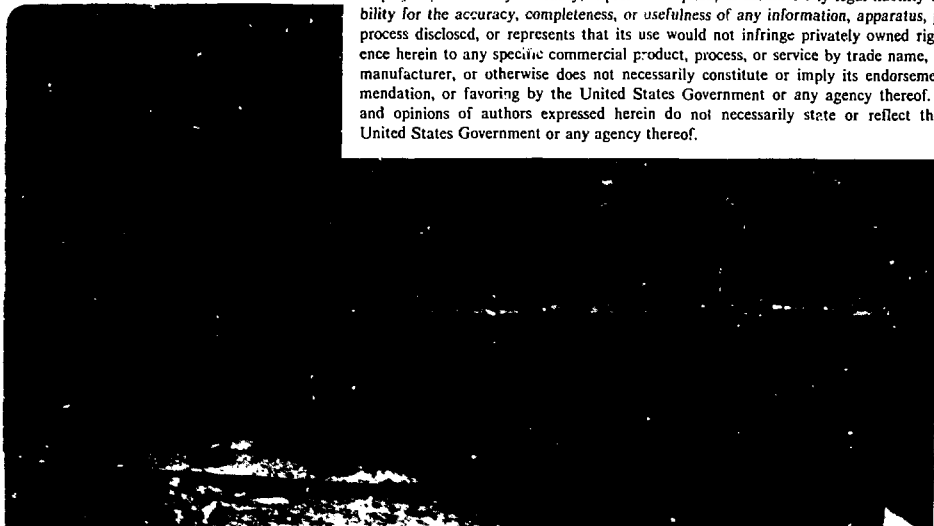 bility for the accuracy, completeness, or usefulness of any information, apparatus,
process disclosed, or represents that its use would not infringe privately owned rig
ence herein to any specific commercial product, process, or service by trade name,
manufacturer, or otherwise does not necessarily constitute or imply its endorseme
mendation, or favoring by the United States Government or any agency thereof.
and opinions of authors expressed herein do not necessarily state or reflect th
United States Government or any agency thereof.